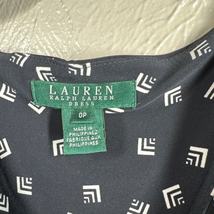 LAUREN
RALPH LAUREN
DRESS
0P
MADE IN
PHILIPPINES
FABRIQUÉ AUX
PHILIPPINES